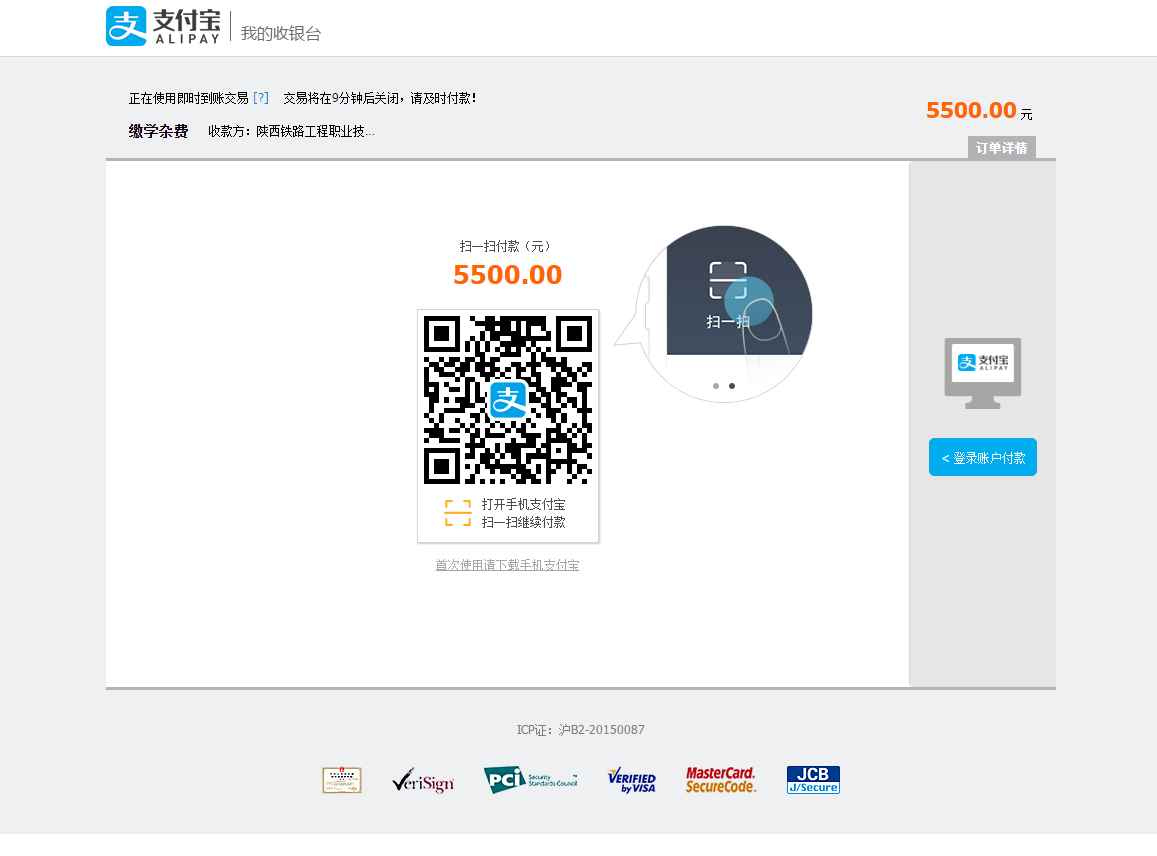 支付宝
ALIPAY
我的收银台
正在使用即时到账交易 [?] 交易将在9分钟后关闭，请及时付款！
缴学杂费 收款方：陕西铁路工程职业技...
5500.00 元
订单详情
扫一扫付款（元）
5500.00
扫一扫
支
打开手机支付宝
扫一扫继续付款
首次使用请下载手机支付宝
支付宝
ALIPAY
< 登录账户付款
ICP证：沪B2-20150087
VeriSign
PCI Security Standards Council
VERIFIED by VISA
MasterCard. SecureCode.
JCB J/Secure